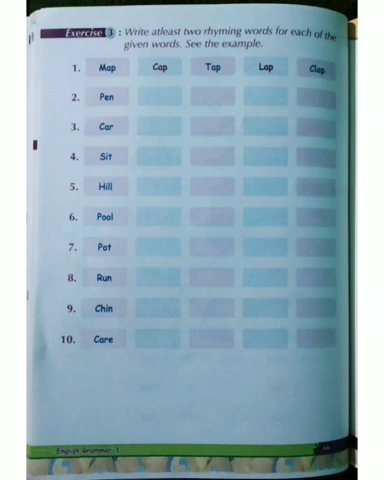 Exercise 3 : Write atleast two rhyming words for each of the
given words. See the example.
1. Map Cap Tap Lap Clap
2. Pen
3. Car
4. Sit
5. Hill
6. Pool
7. Pot
8. Run
9. Chin
10. Care
English Grammar-1